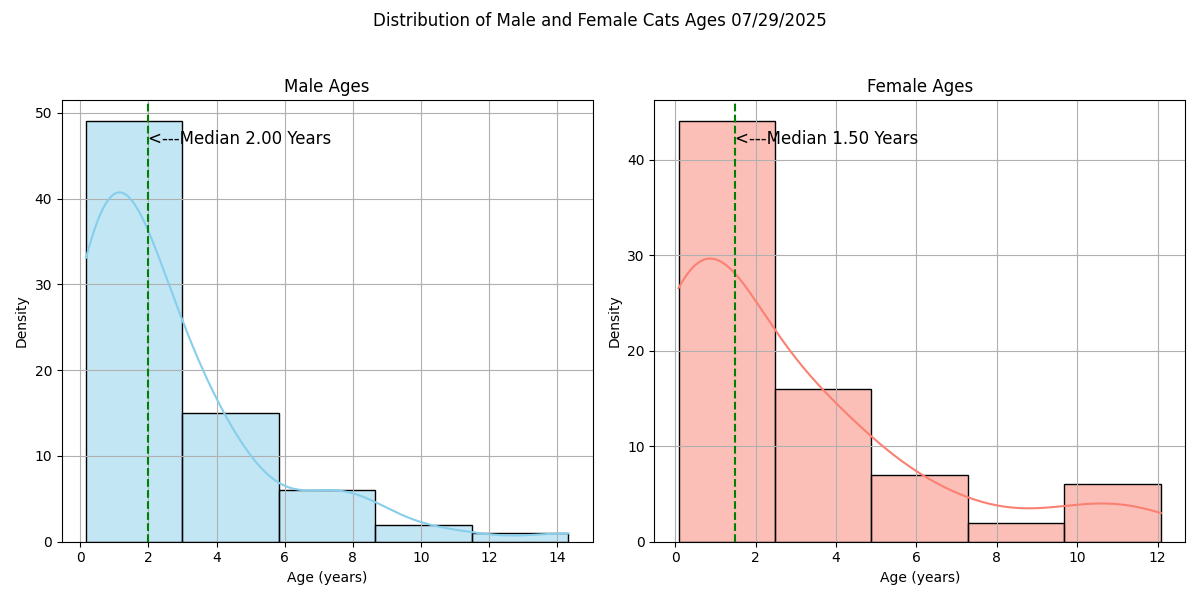 Distribution of Male and Female Cats Ages 07/29/2025
Male Ages
50
40
30
20
10
0
Density
<---Median 2.00 Years
0 2 4 6 8 10 12 14
Age (years)
Female Ages
40
30
20
10
0
Density
<---Median 1.50 Years
0 2 4 6 8 10 12
Age (years)